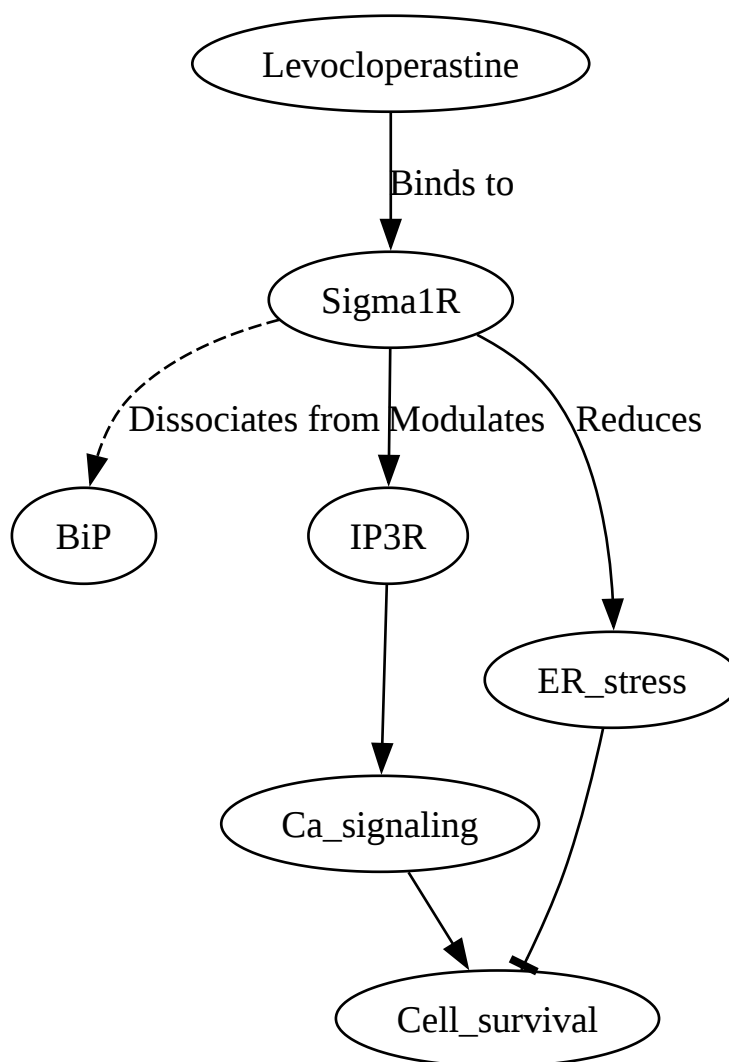 Levocloperastine
Binds to
Sigma1R
Dissociates from
Modulates
Reduces
BiP
IP3R
ER_stress
Ca_signaling
Cell_survival